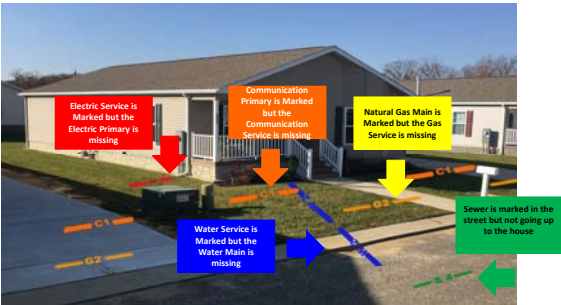 Communication
Primary is Marked
but the
Communication
Service is missing
Electric Service is
Marked but the
Electric Primary is
missing
Natural Gas Main is
Marked but the Gas
Service is missing
C1
C1
C1
G2
Sewer is marked in the
street but not going up
to the house
Water Service is
Marked but the
Water Main is
missing
G2